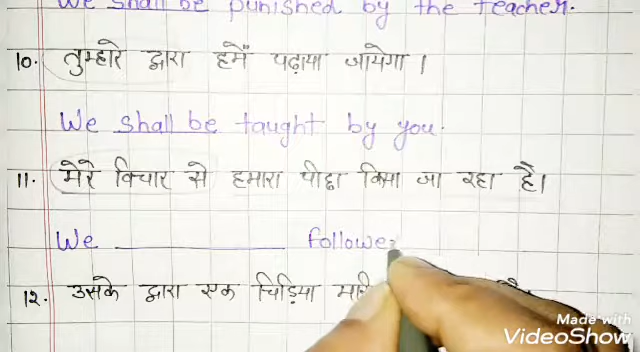 We shall be punished by the teacher.
10. तुम्हारे द्वारा हमें पढ़ाया जायेगा।
We shall be taught by you.
11. मेरे विचार से हमारा पीछा किया जा रहा है।
We __________ followe
12. उसके द्वारा एक चिड़िया
Made with
VideoShow